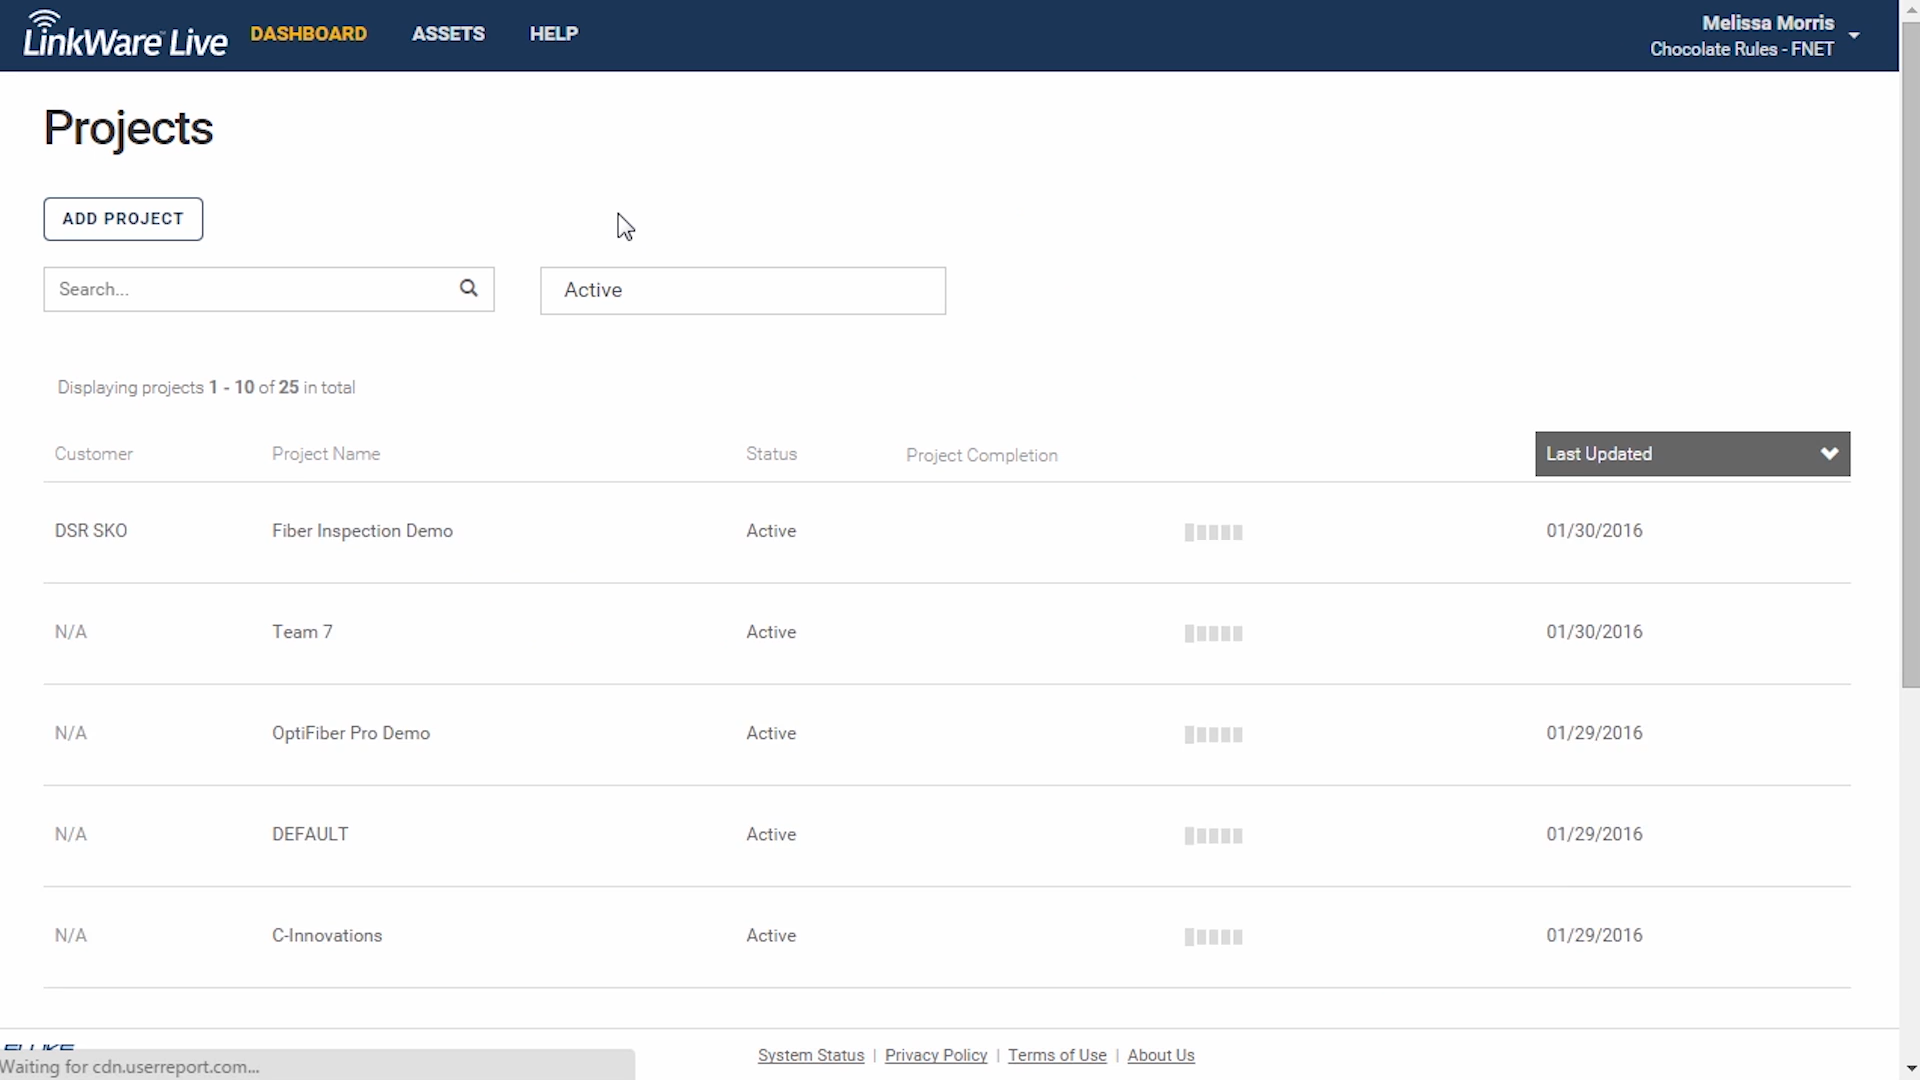 LinkWare Live
DASHBOARD
ASSETS
HELP
Melissa Morris
Chocolate Rules - FNET
Projects
ADD PROJECT
Search...
Active
Displaying projects 1 - 10 of 25 in total
Customer Project Name Status Project Completion Last Updated
DSR SKO Fiber Inspection Demo Active 01/30/2016
N/A Team 7 Active 01/30/2016
N/A OptiFiber Pro Demo Active 01/29/2016
N/A DEFAULT Active 01/29/2016
N/A C-Innovations Active 01/29/2016
System Status | Privacy Policy | Terms of Use | About Us
Waiting for cdn.userreport.com...